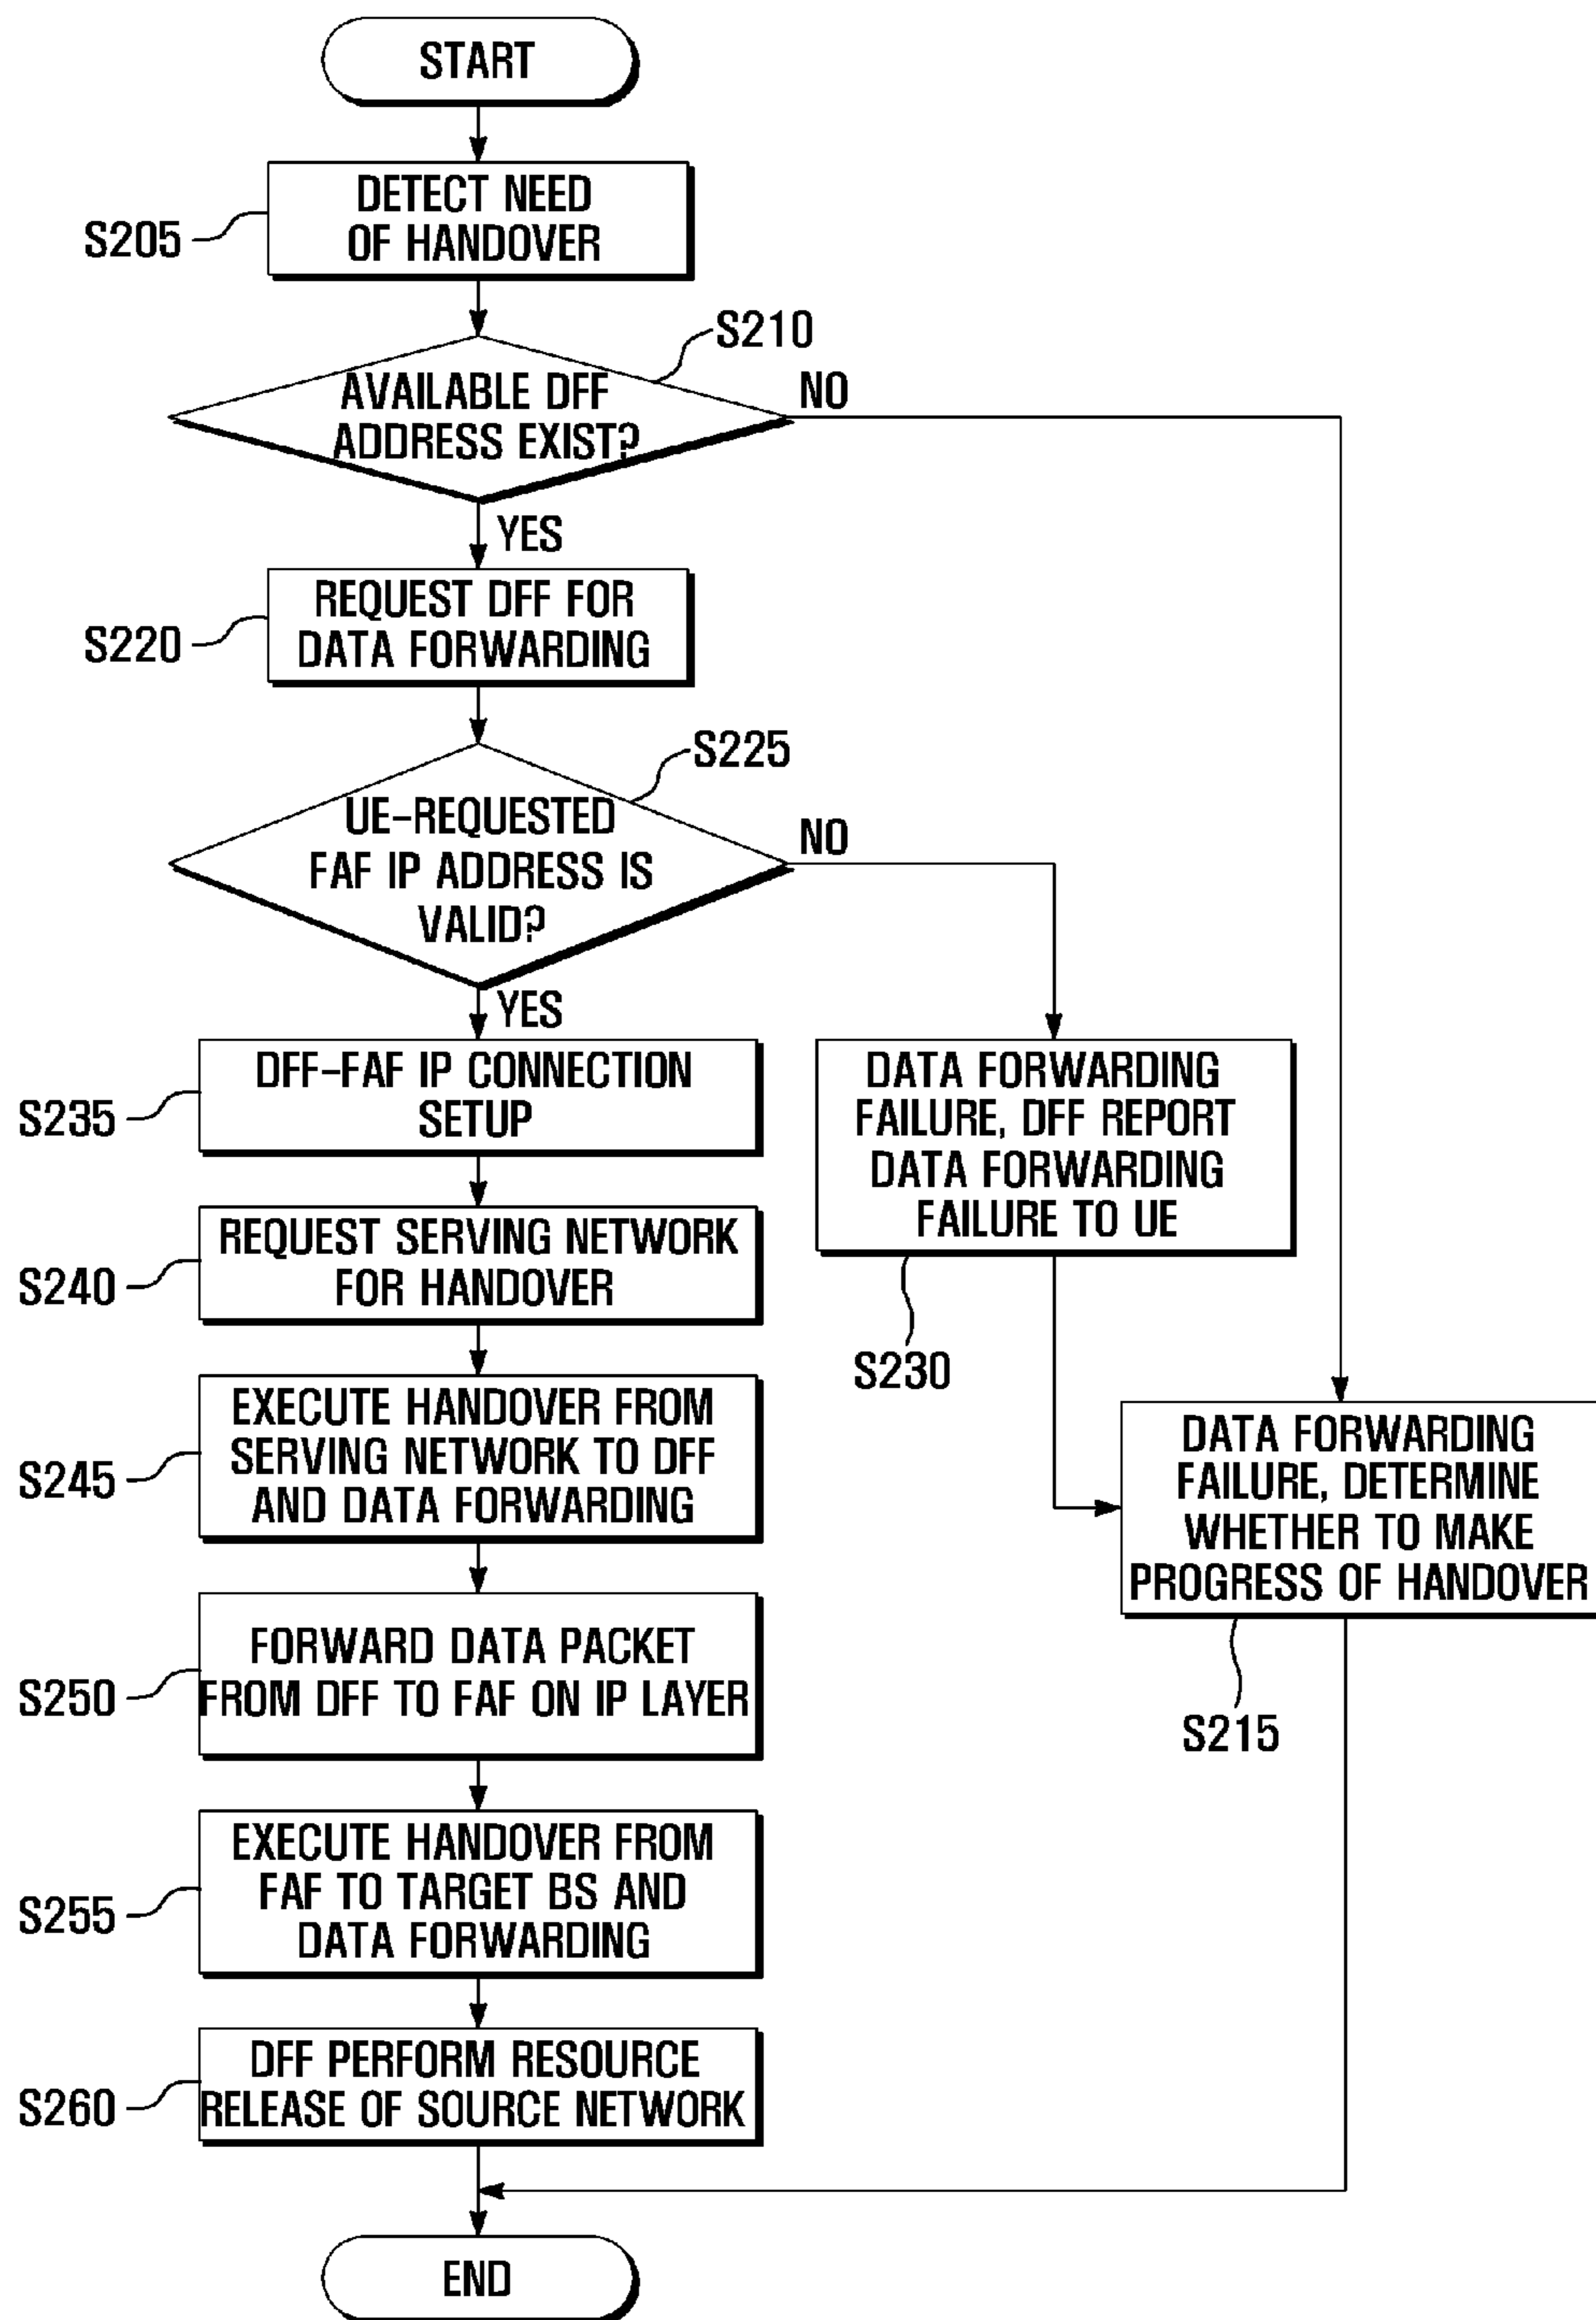 START
DETECT NEED
OF HANDOVER
S205
S210
AVAILABLE DFF
ADDRESS EXIST?
NO
YES
REQUEST DFF FOR
DATA FORWARDING
S220
S225
UE-REQUESTED
FAF IP ADDRESS IS
VALID?
NO
YES
DFF-FAF IP CONNECTION
SETUP
S235
DATA FORWARDING
FAILURE, DFF REPORT
DATA FORWARDING
FAILURE TO UE
S230
REQUEST SERVING NETWORK
FOR HANDOVER
S240
EXECUTE HANDOVER FROM
SERVING NETWORK TO DFF
AND DATA FORWARDING
S245
DATA FORWARDING
FAILURE, DETERMINE
WHETHER TO MAKE
PROGRESS OF HANDOVER
S215
FORWARD DATA PACKET
FROM DFF TO FAF ON IP LAYER
S250
EXECUTE HANDOVER FROM
FAF TO TARGET BS AND
DATA FORWARDING
S255
DFF PERFORM RESOURCE
RELEASE OF SOURCE NETWORK
S260
END